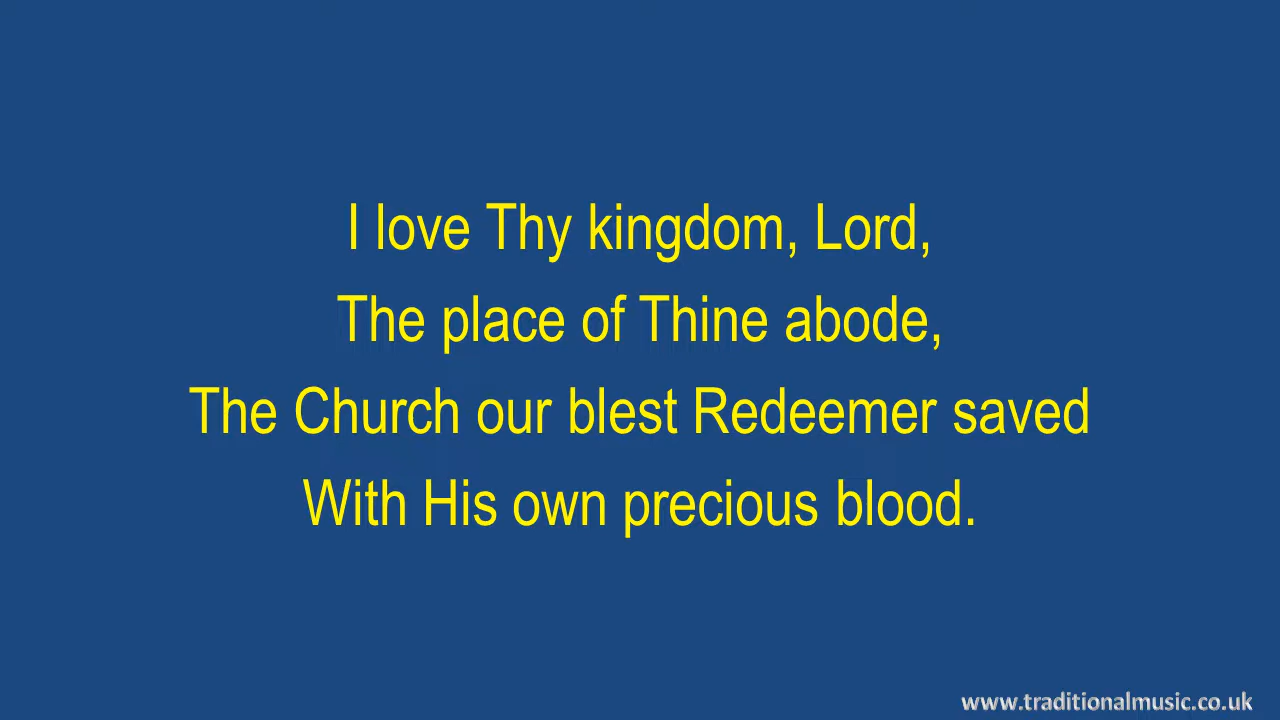 I love Thy kingdom, Lord,
The place of Thine abode,
The Church our blest Redeemer saved
With His own precious blood.
www.traditionalmusic.co.uk